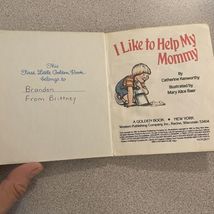 This
First Little Golden Book
belongs to
Brandon
From Brittney
I Like to Help My
Mommy
By
Catherine Kenworthy
Illustrated by
Mary Alice Baer
A GOLDEN BOOK • NEW YORK
Western Publishing Company, Inc., Racine, Wisconsin 53404